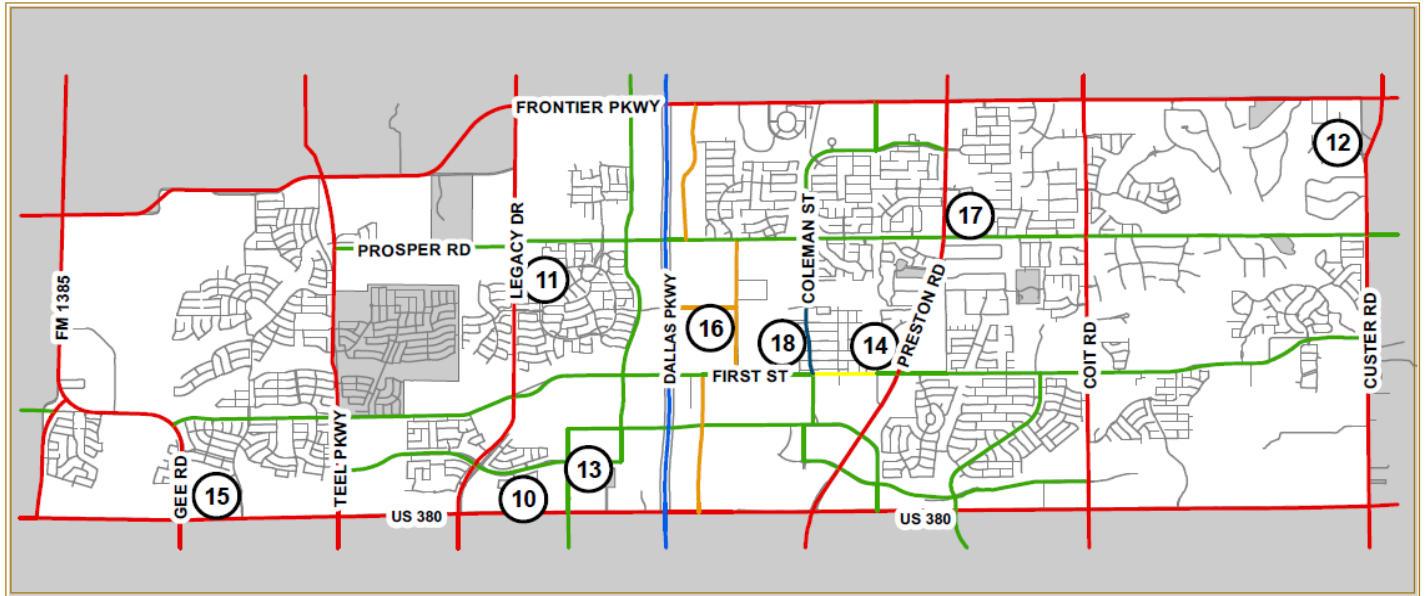 FRONTIER PKWY
12
17
PROSPER RD
LEGACY DR
COLEMAN ST
11
FM 1385
DALLAS PKWY
16
18
14
PRESTON RD
COIT RD
CUSTER RD
FIRST ST
TEEL PKWY
GEE RD
13
15
10
US 380
US 380